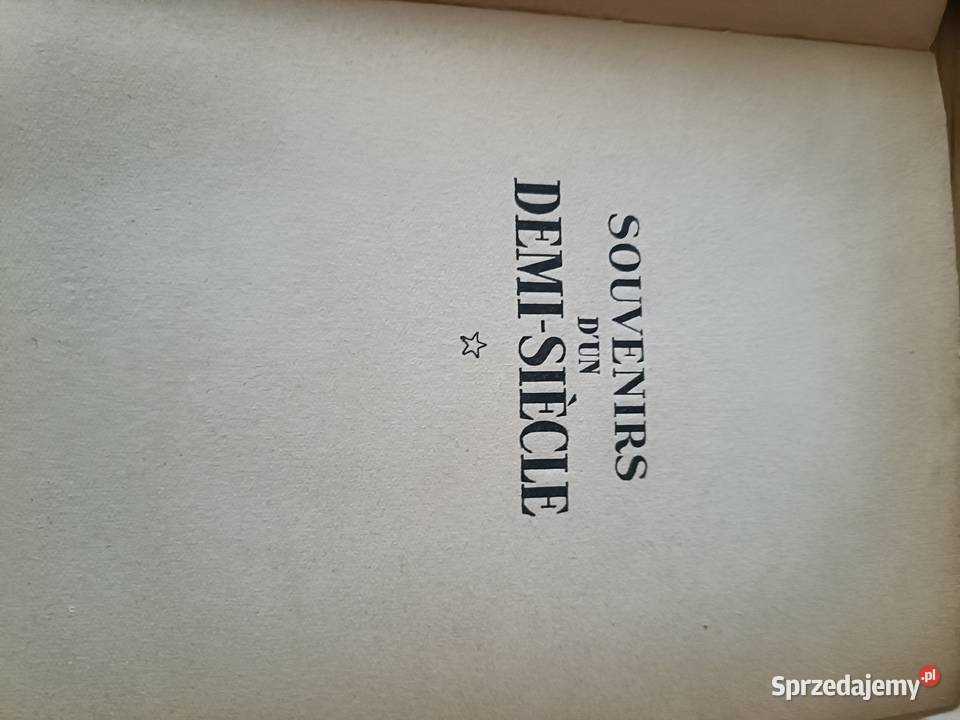 SOUVENIRS
D'UN
DEMI-SIÈCLE
Sprzedajemy.pl